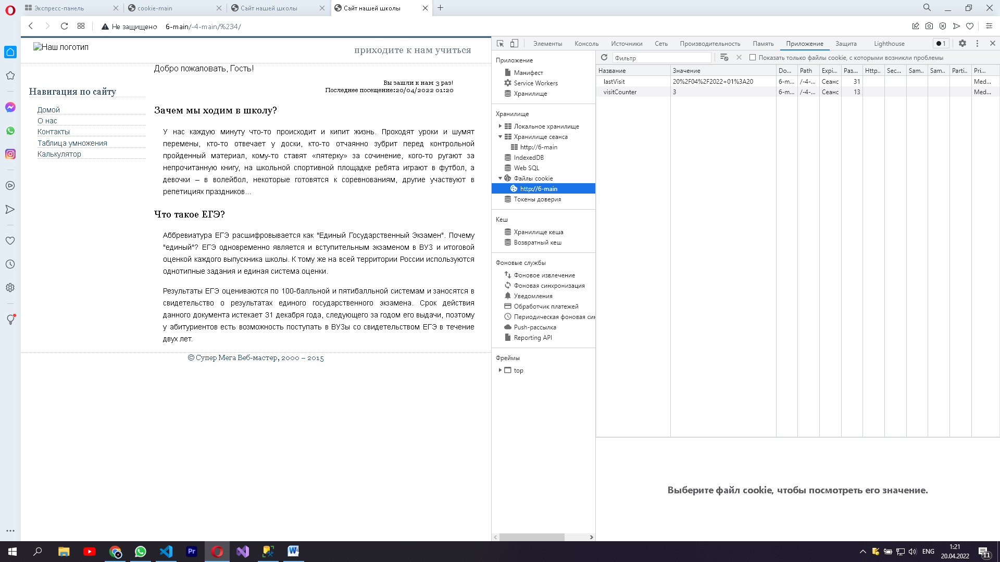 Экспресс-панель
cookie-main
Сайт нашей школы
Сайт нашей школы
Не защищено 6-main/-4-main/%234/
Наш логотип
приходите к нам учиться
Добро пожаловать, Гость!
Вы зашли к нам 3 раз!
Последнее посещение:20/04/2022 01:20
Навигация по сайту
Домой
О нас
Контакты
Таблица умножения
Калькулятор
Зачем мы ходим в школу?
У нас каждую минуту что-то происходит и кипит жизнь. Проходят уроки и шумят
перемены, кто-то отвечает у доски, кто-то отчаянно зубрит перед контрольной
пройденный материал, кому-то ставят «пятерку» за сочинение, кого-то ругают за
непрочитанную книгу, на школьной спортивной площадке ребята играют в футбол, а
девочки – в волейбол, некоторые готовятся к соревнованиям, другие участвуют в
репетициях праздников...
Что такое ЕГЭ?
Аббревиатура ЕГЭ расшифровывается как "Единый Государственный Экзамен". Почему
"единый"? ЕГЭ одновременно является и вступительным экзаменом в ВУЗ и итоговой
оценкой каждого выпускника школы. К тому же на всей территории России используются
однотипные задания и единая система оценки.
Результаты ЕГЭ оцениваются по 100-балльной и пятибалльной системам и заносятся в
свидетельство о результатах единого государственного экзамена. Срок действия
данного документа истекает 31 декабря года, следующего за годом его выдачи, поэтому
у абитуриентов есть возможность поступать в ВУЗы со свидетельством ЕГЭ в течение
двух лет.
© Супер Мега Веб-мастер, 2000 – 2015
Элементы Консоль Источники Сеть Производительность Память Приложение Защита Lighthouse 1
Приложение
Манифест
Service Workers
Хранилище
Хранилище
Локальное хранилище
Хранилище сеанса
http://6-main
IndexedDB
Web SQL
Файлы cookie
http://6-main
Токены доверия
Кеш
Хранилище кеша
Возвратный кеш
Фоновые службы
Фоновое извлечение
Фоновая синхронизация
Уведомления
Обработчик платежей
Периодическая фоновая син
Push-рассылка
Reporting API
Фреймы
top
Фильтр
Показать только файлы cookie, с которыми возникли проблемы
Название Значение Do... Path Expi... Раз... Http.. Sec... Sam.. Sam.. Parti.. Pri...
lastVisit 20%2F04%2F2022+01%3A20 6-m... /-4-... Сеанс 31 Med...
visitCounter 3 6-m... /-4-... Сеанс 13 Med...
Выберите файл cookie, чтобы посмотреть его значение.
Pr
ENG
1:21
20.04.2022
11